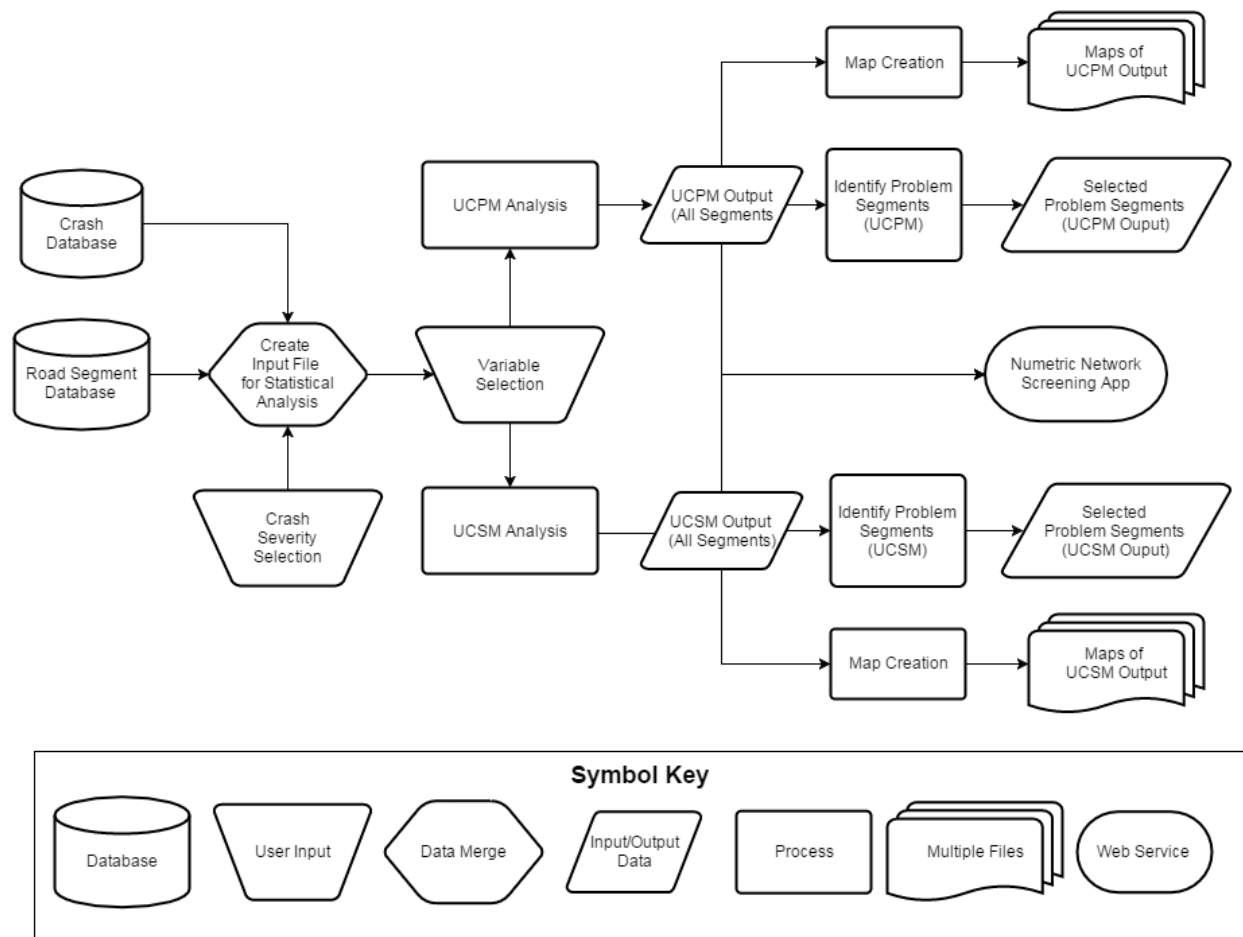 Map Creation
Maps of
UCPM Output
Crash
Database
UCPM Analysis
UCPM Output
(All Segments
Identify Problem
Segments
(UCPM)
Selected
Problem Segments
(UCPM Ouput)
Road Segment
Database
Create
Input File
for Statistical
Analysis
Variable
Selection
Numetric Network
Screening App
Crash
Severity
Selection
UCSM Analysis
UCSM Output
(All Segments)
Identify Problem
Segments
(UCSM)
Selected
Problem Segments
(UCSM Ouput)
Map Creation
Maps of
UCSM Output
Symbol Key
Database
User Input
Data Merge
Input/Output
Data
Process
Multiple Files
Web Service